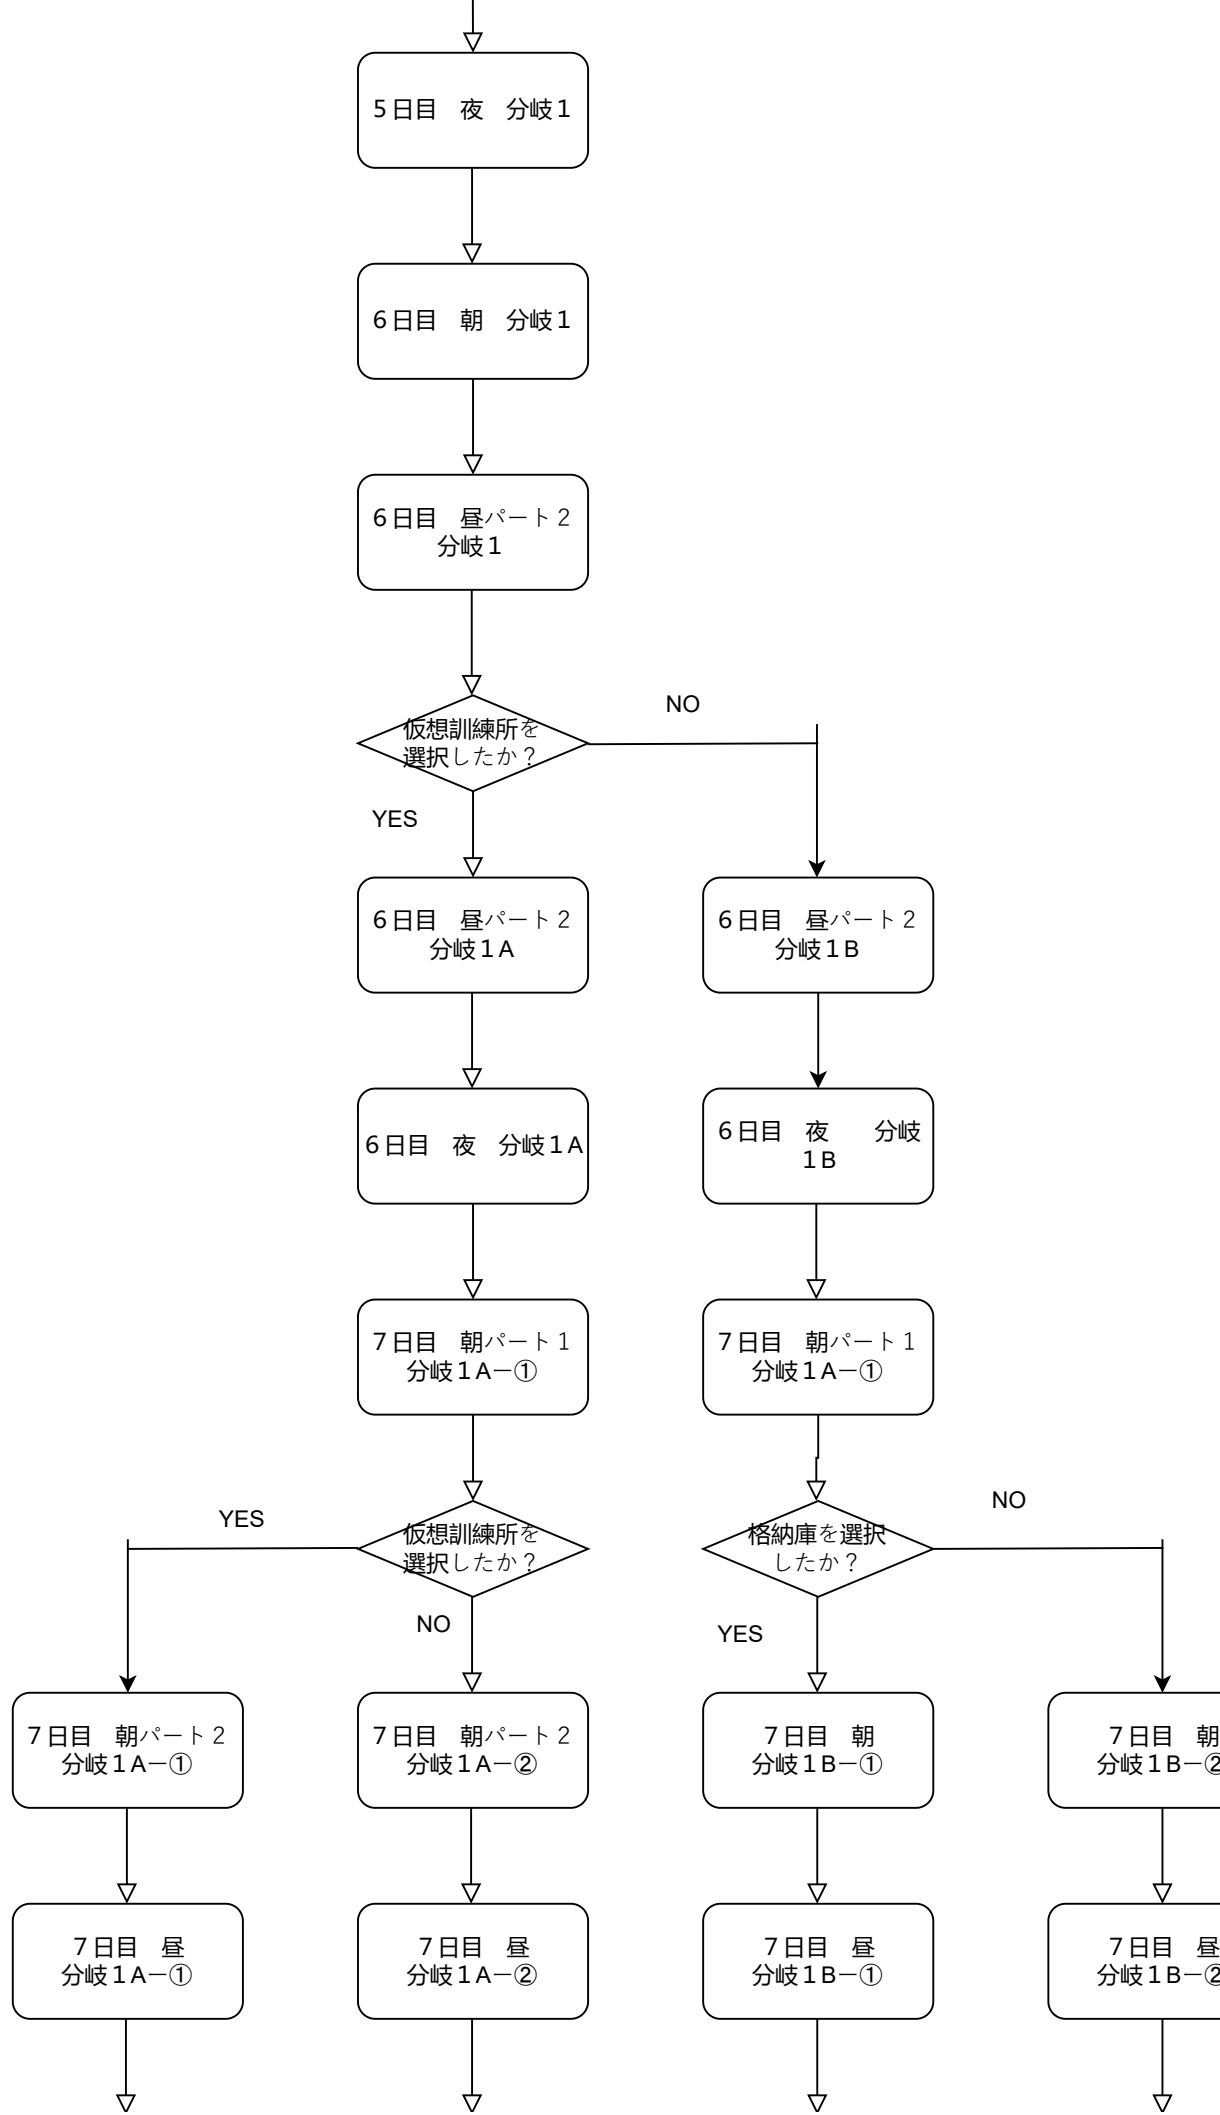 ５日目　夜　分岐１
６日目　朝　分岐１
６日目　昼パート２
分岐１
仮想訓練所を
選択したか？
NO
YES
６日目　昼パート２
分岐１A
６日目　昼パート２
分岐１B
６日目　夜　分岐１A
６日目　夜　　分岐
１B
７日目　朝パート１
分岐１Aー①
７日目　朝パート１
分岐１Aー①
YES
仮想訓練所を
選択したか？
NO
格納庫を選択
したか？
NO
YES
７日目　朝パート２
分岐１Aー①
７日目　朝パート２
分岐１Aー②
７日目　朝
分岐１Bー①
７日目　朝
分岐１Bー②
７日目　昼
分岐１Aー①
７日目　昼
分岐１Aー②
７日目　昼
分岐１Bー①
７日目　昼
分岐１Bー②